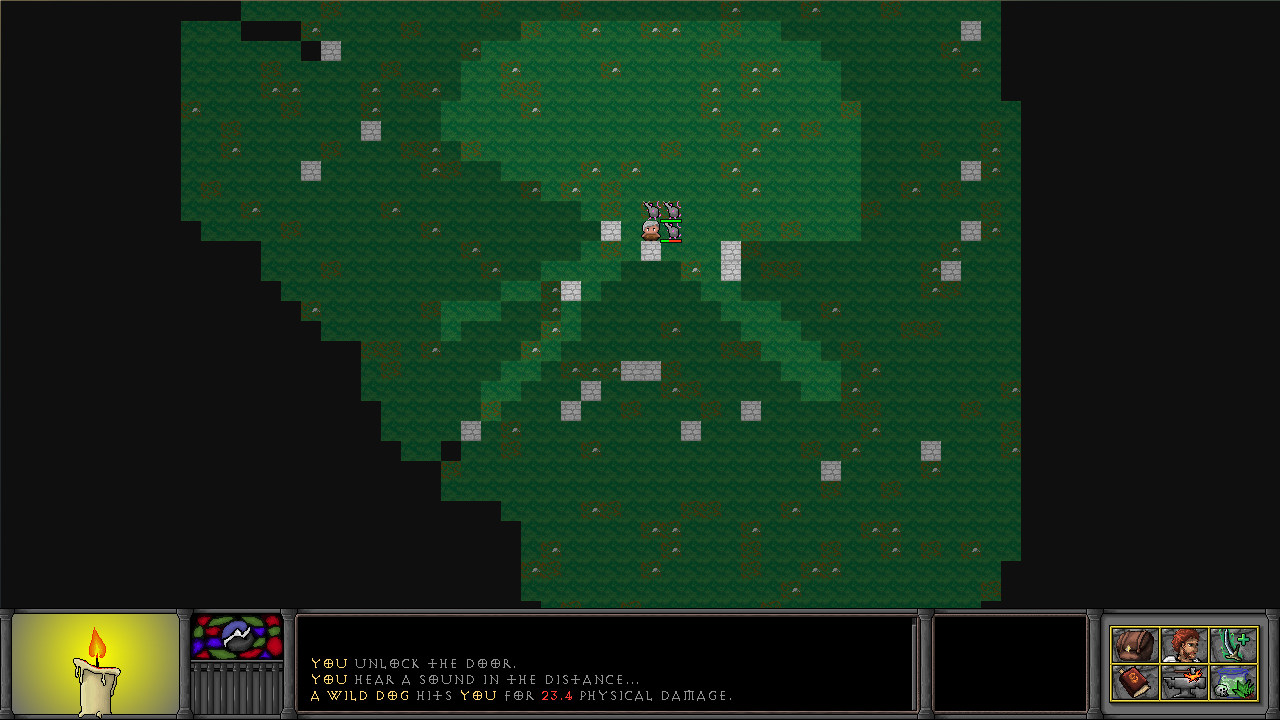 YOU UNLOCK THE DOOR.
YOU HEAR A SOUND IN THE DISTANCE...
A WILD DOG HITS YOU FOR 23.4 PHYSICAL DAMAGE.